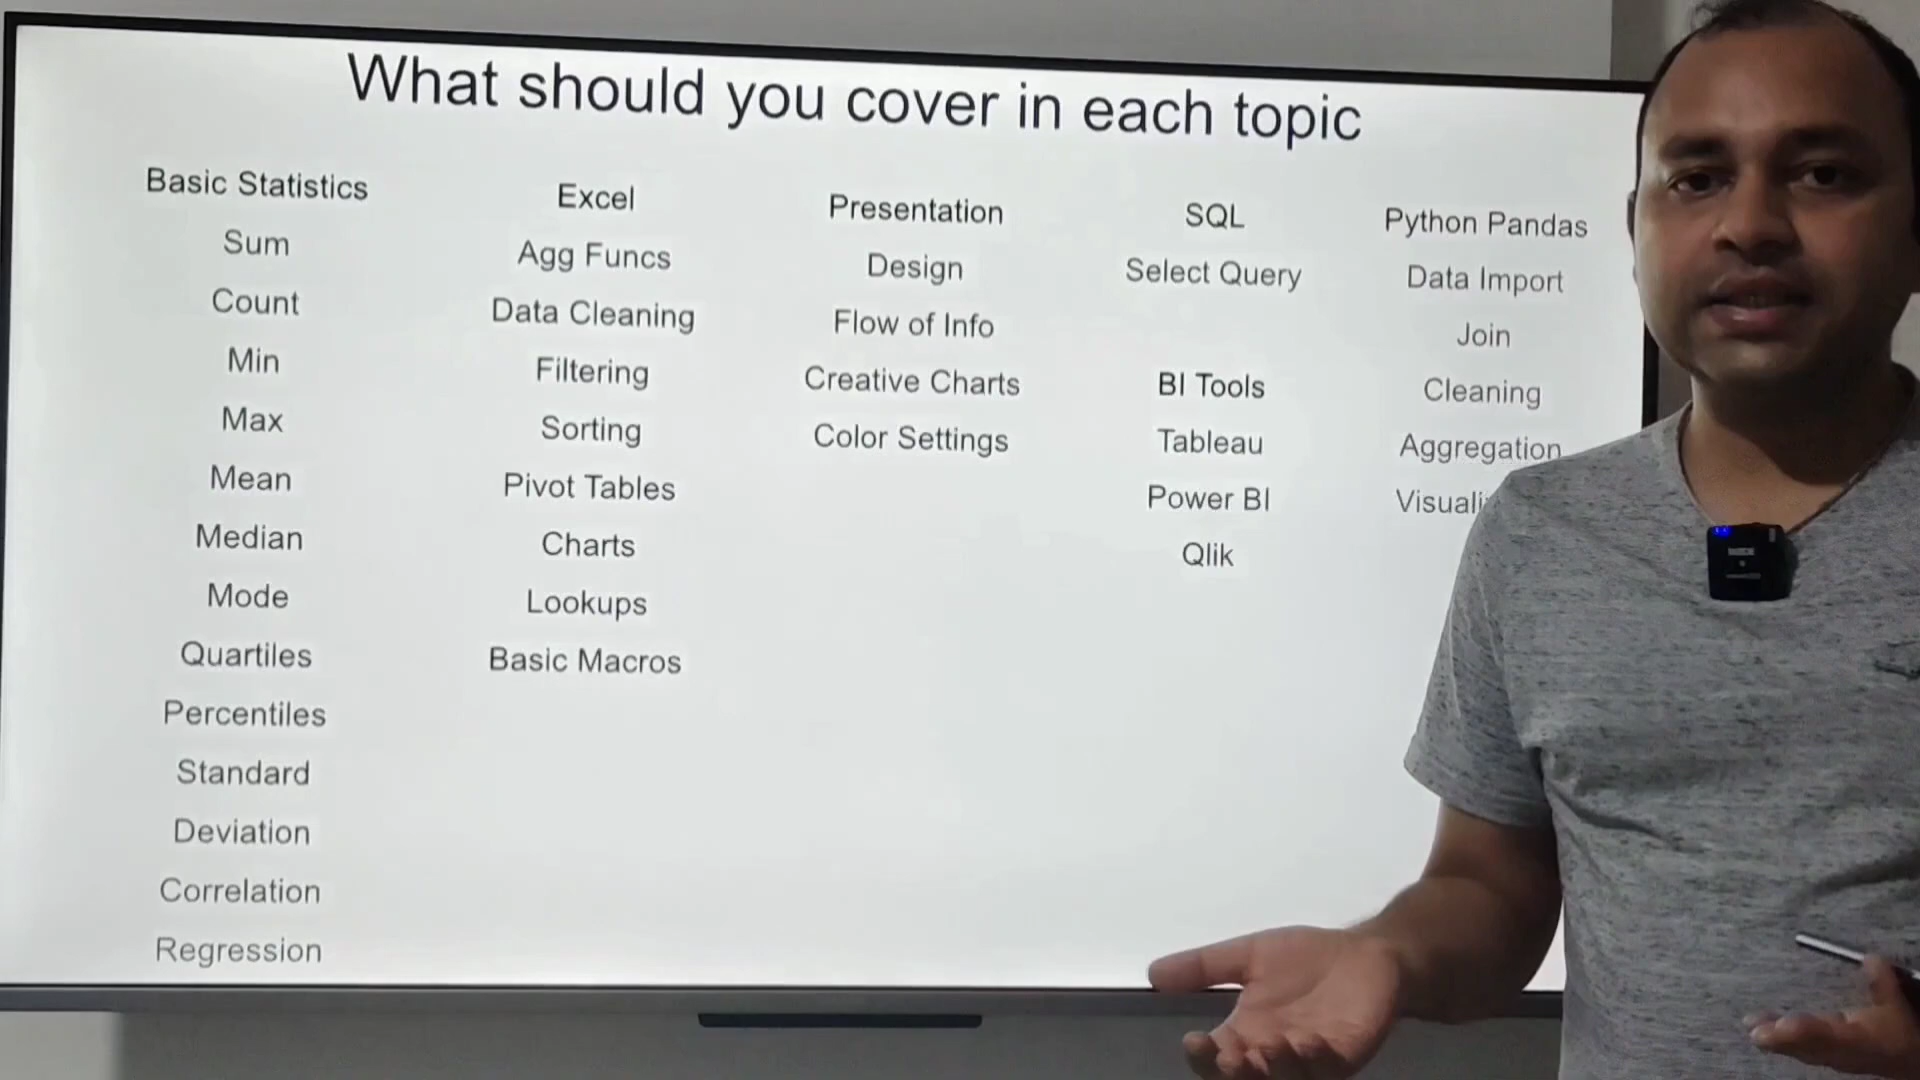 What should you cover in each topic
Basic Statistics
Sum
Count
Min
Max
Mean
Median
Mode
Quartiles
Percentiles
Standard
Deviation
Correlation
Regression
Excel
Agg Funcs
Data Cleaning
Filtering
Sorting
Pivot Tables
Charts
Lookups
Basic Macros
Presentation
Design
Flow of Info
Creative Charts
Color Settings
SQL
Select Query
BI Tools
Tableau
Power BI
Qlik
Python Pandas
Data Import
Join
Cleaning
Aggregation